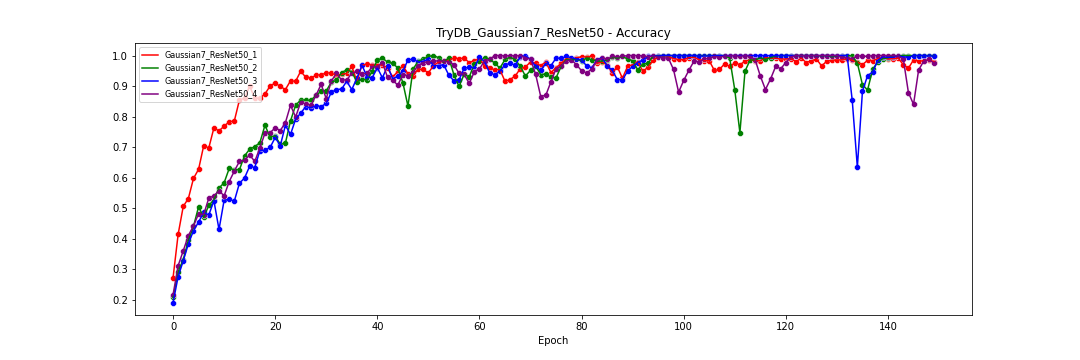 TryDB_Gaussian7_ResNet50 - Accuracy
1.0
0.9
0.8
0.7
0.6
0.5
0.4
0.3
0.2
Gaussian7_ResNet50_1
Gaussian7_ResNet50_2
Gaussian7_ResNet50_3
Gaussian7_ResNet50_4
0 20 40 60 80 100 120 140
Epoch